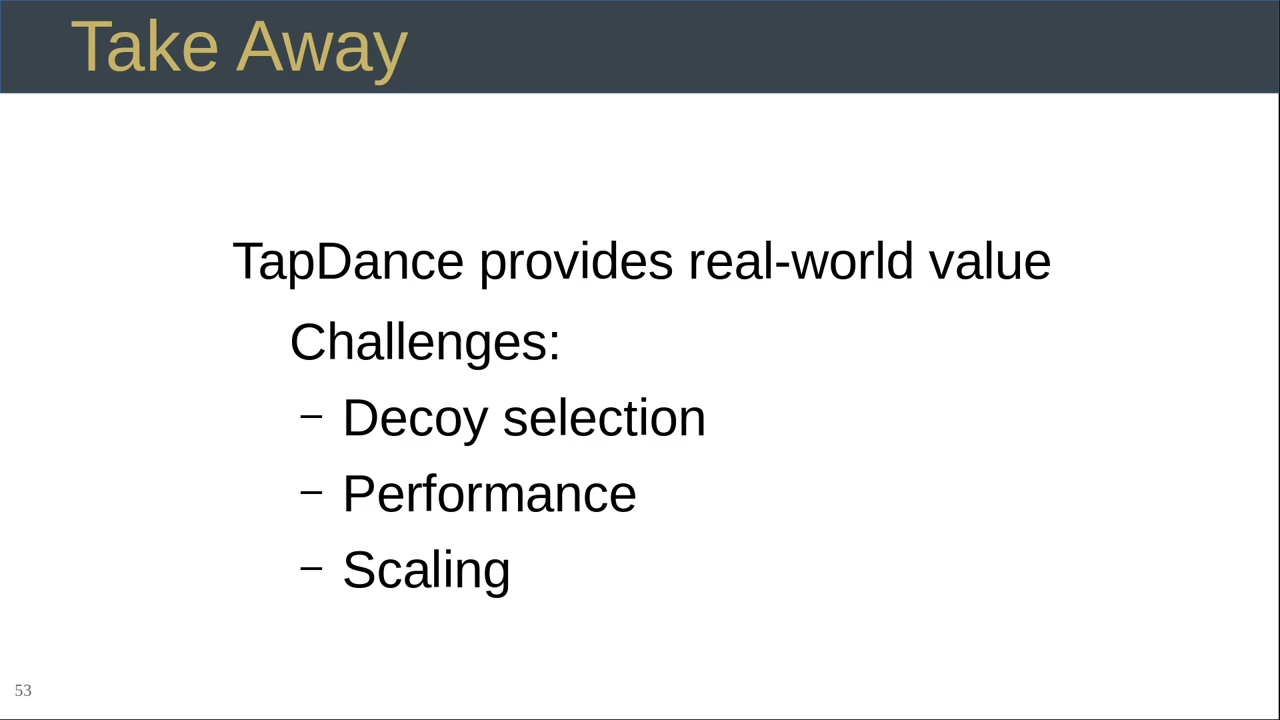 Take Away
TapDance provides real-world value
Challenges:
– Decoy selection
– Performance
– Scaling
53